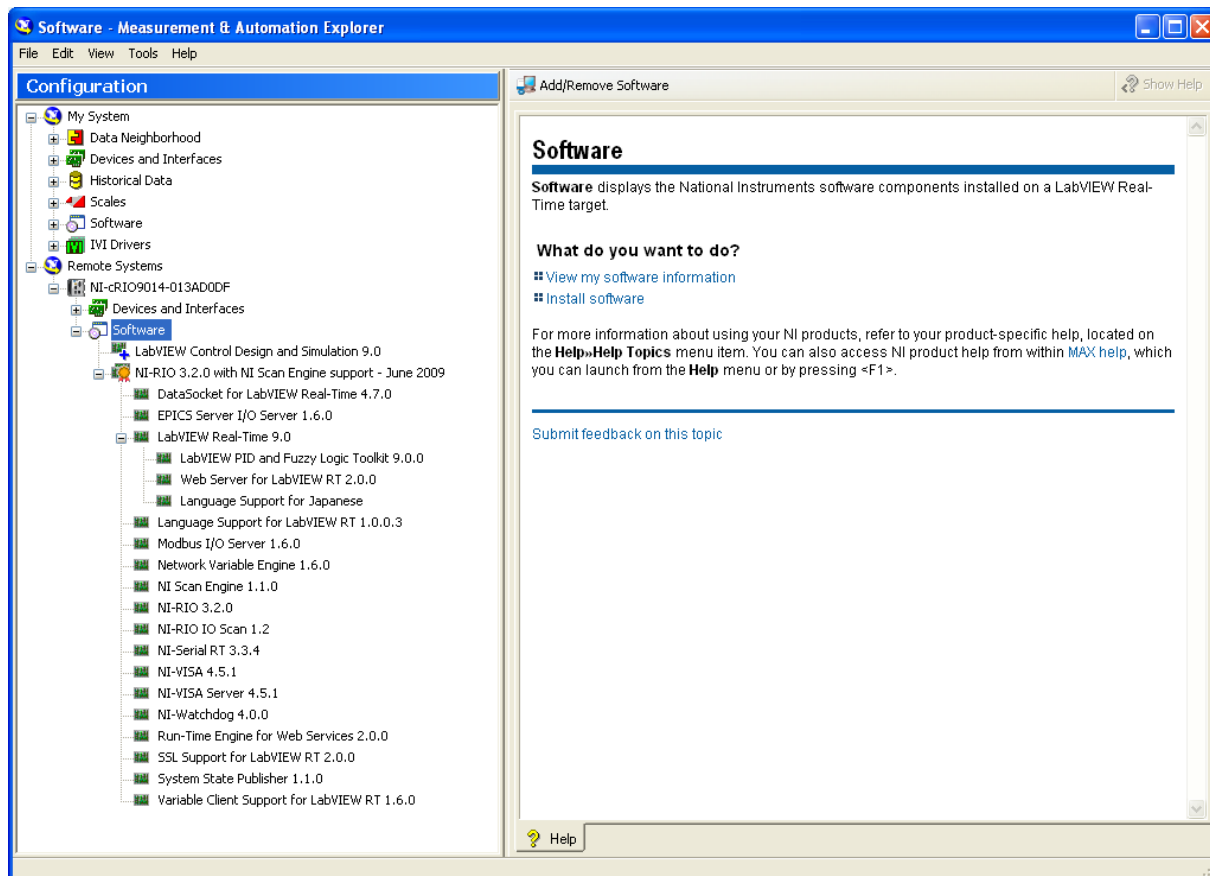 Software - Measurement & Automation Explorer
File Edit View Tools Help
Configuration
My System
Data Neighborhood
Devices and Interfaces
Historical Data
Scales
Software
IVI Drivers
Remote Systems
NI-cRIO9014-013AD0DF
Devices and Interfaces
Software
LabVIEW Control Design and Simulation 9.0
NI-RIO 3.2.0 with NI Scan Engine support - June 2009
DataSocket for LabVIEW Real-Time 4.7.0
EPICS Server I/O Server 1.6.0
LabVIEW Real-Time 9.0
LabVIEW PID and Fuzzy Logic Toolkit 9.0.0
Web Server for LabVIEW RT 2.0.0
Language Support for Japanese
Language Support for LabVIEW RT 1.0.0.3
Modbus I/O Server 1.6.0
Network Variable Engine 1.6.0
NI Scan Engine 1.1.0
NI-RIO 3.2.0
NI-RIO IO Scan 1.2
NI-Serial RT 3.3.4
NI-VISA 4.5.1
NI-VISA Server 4.5.1
NI-Watchdog 4.0.0
Run-Time Engine for Web Services 2.0.0
SSL Support for LabVIEW RT 2.0.0
System State Publisher 1.1.0
Variable Client Support for LabVIEW RT 1.6.0
Add/Remove Software
Show Help
Software
Software displays the National Instruments software components installed on a LabVIEW Real-
Time target.
What do you want to do?
View my software information
Install software
For more information about using your NI products, refer to your product-specific help, located on
the Help»Help Topics menu item. You can also access NI product help from within MAX help, which
you can launch from the Help menu or by pressing <F1>.
Submit feedback on this topic
Help